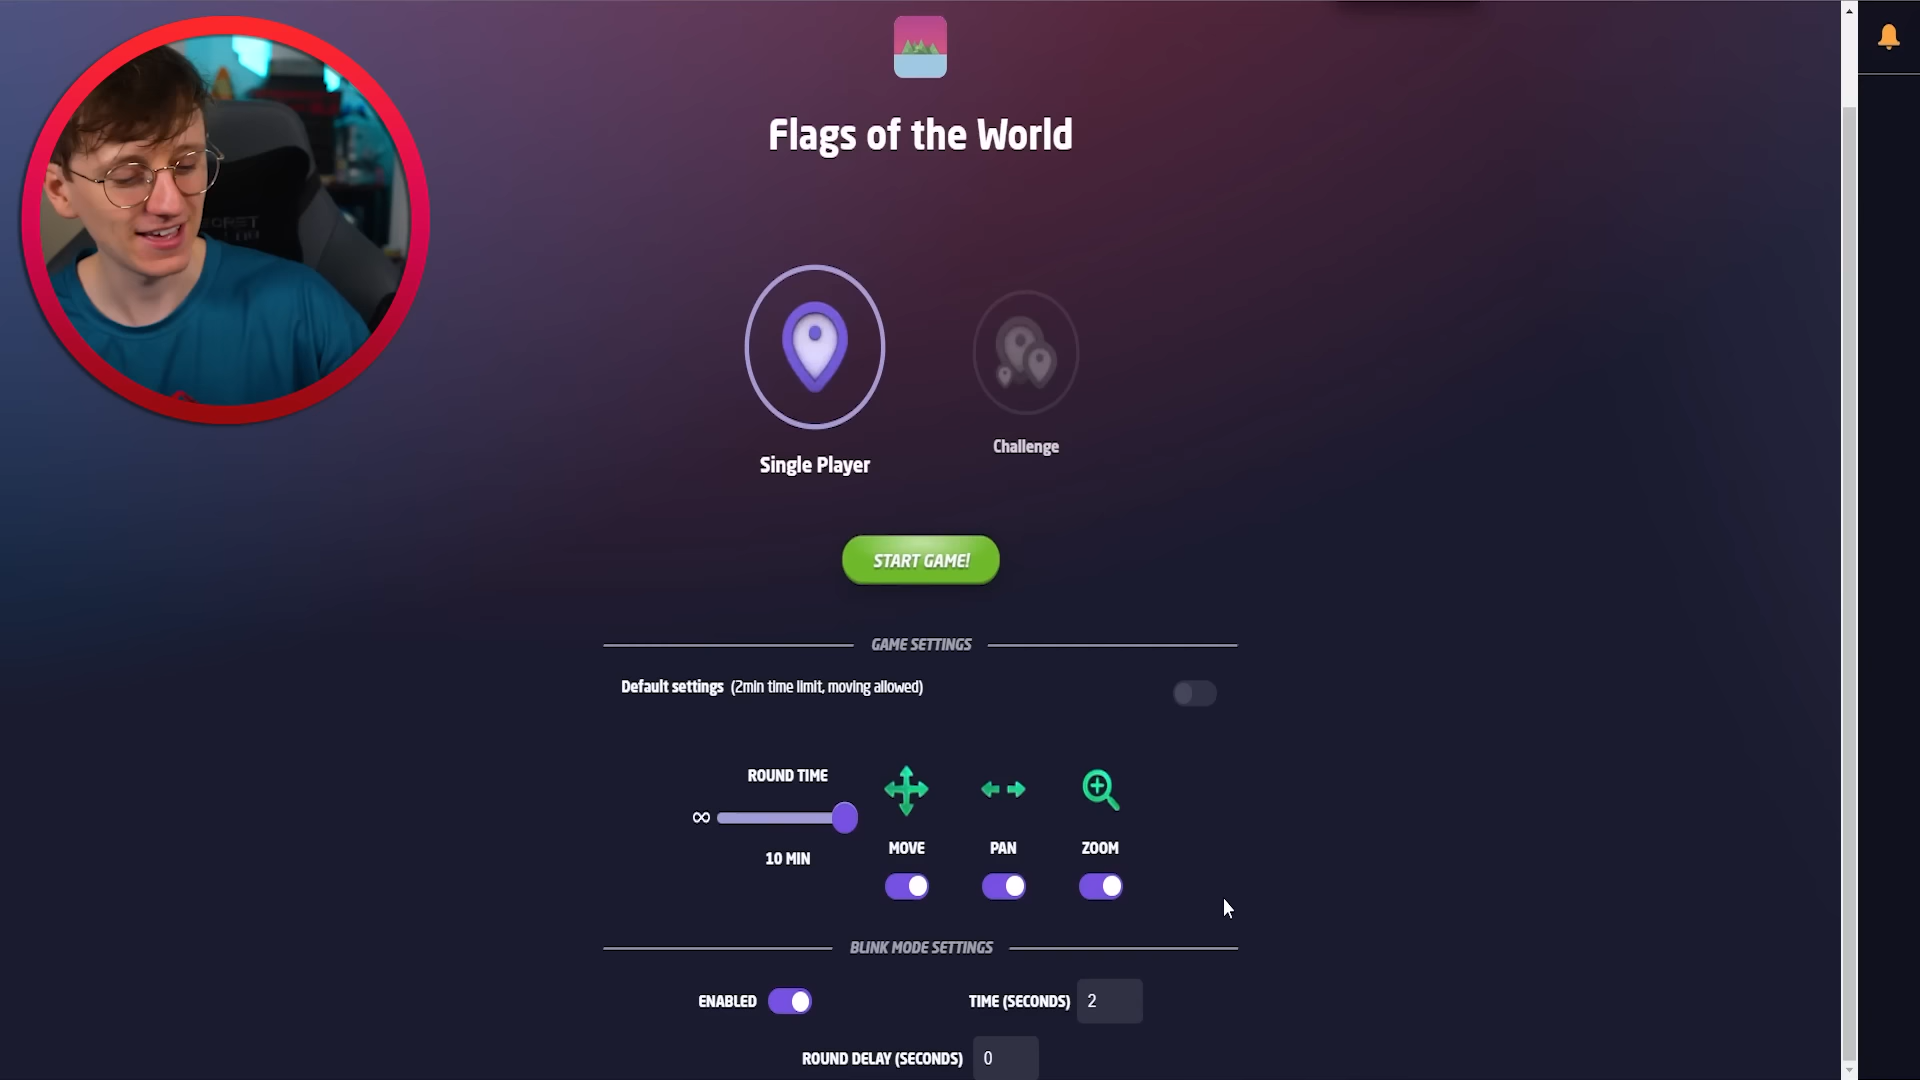 Flags of the World
Single Player
Challenge
START GAME!
GAME SETTINGS
Default settings (2min time limit, moving allowed)
ROUND TIME
∞
10 MIN
MOVE
PAN
ZOOM
BLINK MODE SETTINGS
ENABLED
TIME (SECONDS) 2
ROUND DELAY (SECONDS) 0